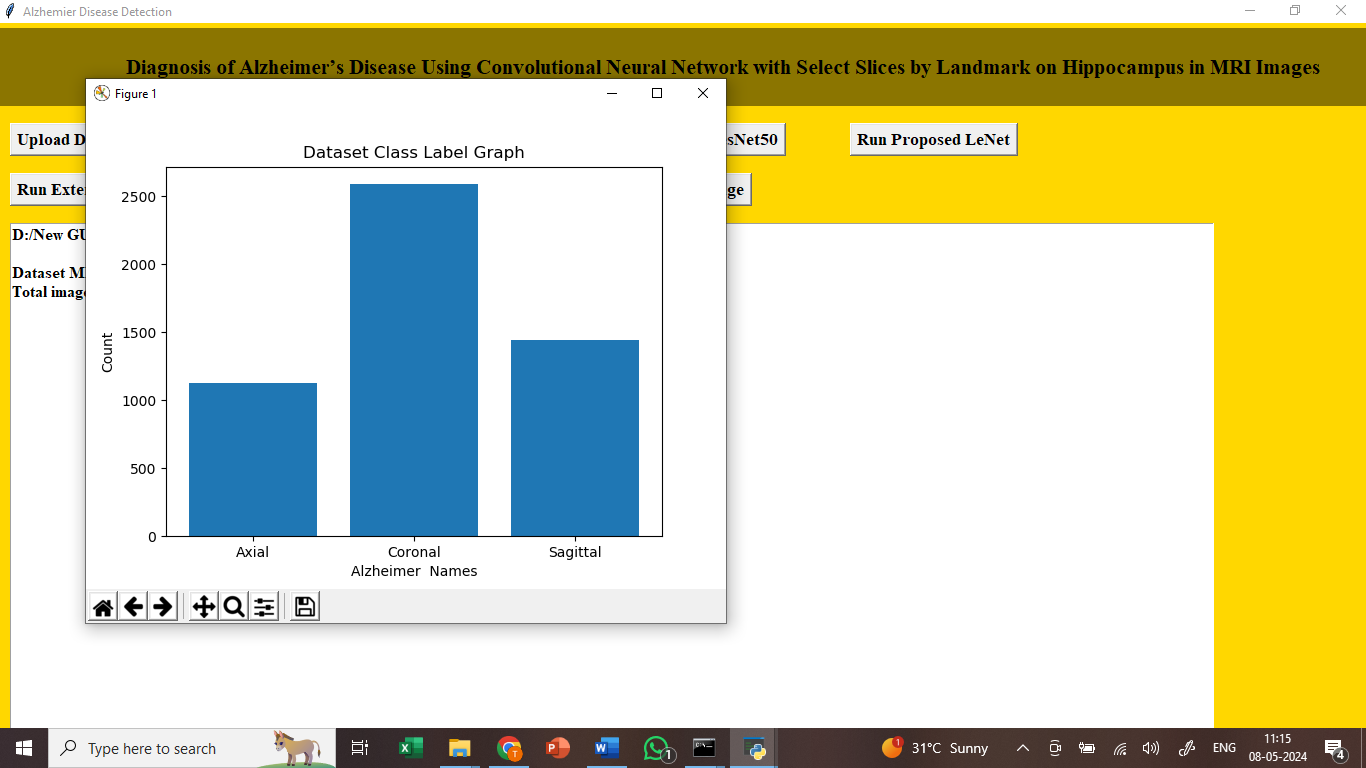 Alzhemier Disease Detection
Diagnosis of Alzheimer's Disease Using Convolutional Neural Network with Select Slices by Landmark on Hippocampus in MRI Images
Figure 1
Upload D
sNet50
Run Proposed LeNet
Run Exte
ge
D:/New GU
Dataset M
Total image
Dataset Class Label Graph
2500
2000
1500
1000
500
0
Count
Axial
Coronal
Sagittal
Alzheimer  Names
Type here to search
1
31°C Sunny
ENG
11:15
08-05-2024
4